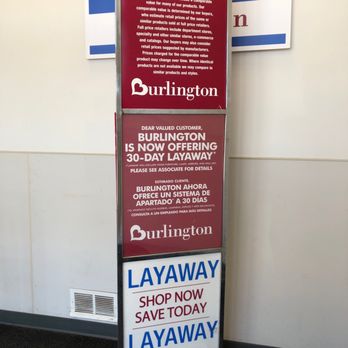 value for many of our products. Our
comparable value is determined by our buyers,
who estimate retail prices of the same or
similar products sold at full price retailers.
Full price retailers include department stores,
specialty and other similar stores, e-commerce
and catalogs. Our buyers may also consider
retail prices suggested by manufacturers.
Prices charged for the comparable value
product may change over time. Where identical
products are not available we may compare to
similar products and styles.
Burlington
DEAR VALUED CUSTOMER,
BURLINGTON
IS NOW OFFERING
30-DAY LAYAWAY*
PLEASE SEE ASSOCIATE FOR DETAILS
ESTIMADO CLIENTE,
BURLINGTON AHORA
OFRECE UN SISTEMA DE
APARTADO* A 30 DIAS
CONSULTA A UN EMPLEADO PARA MAS DETALLES
Burlington
LAYAWAY
SHOP NOW
SAVE TODAY
LAYAWAY